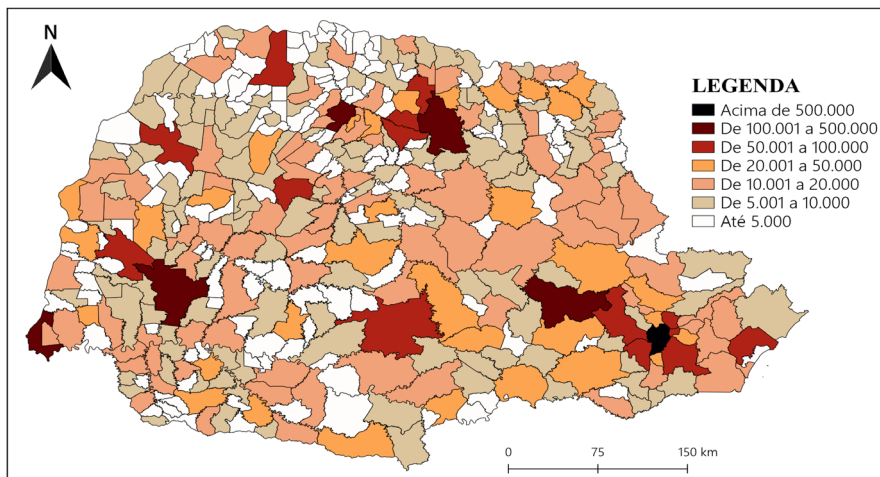 N
LEGENDA
Acima de 500.000
De 100.001 a 500.000
De 50.001 a 100.000
De 20.001 a 50.000
De 10.001 a 20.000
De 5.001 a 10.000
Até 5.000
0 75 150 km